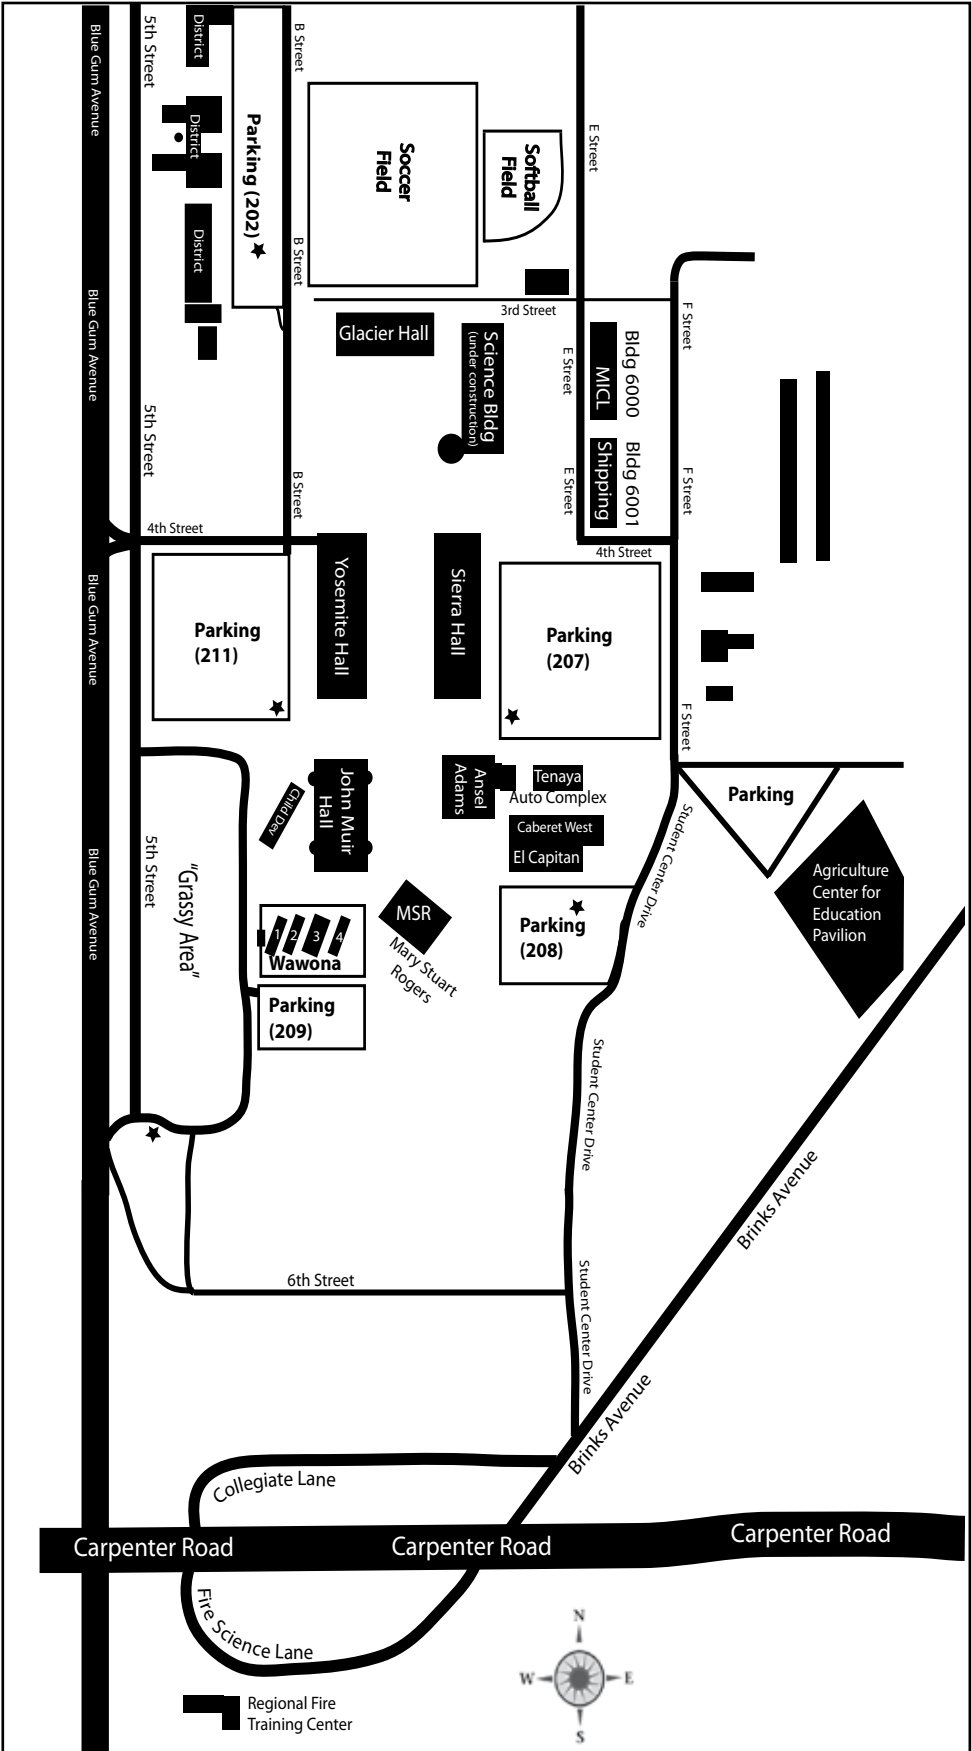 Blue Gum Avenue
5th Street
District
B Street
Parking (202)
District
Soccer
Field
Softball
Field
E Street
District
B Street
Blue Gum Avenue
3rd Street
F Street
Glacier Hall
Science Bldg
(under construction)
E Street
MICL
Bldg 6000
5th Street
B Street
E Street
Shipping
Bldg 6001
F Street
4th Street
4th Street
Blue Gum Avenue
Parking
(211)
Yosemite Hall
Sierra Hall
Parking
(207)
F Street
Child Dev
John Muir
Hall
Ansel
Adams
Tenaya
Auto Complex
Caberet West
El Capitan
Parking
Student Center Drive
Agriculture
Center for
Education
Pavilion
Blue Gum Avenue
5th Street
"Grassy Area"
1
2
3
4
Wawona
MSR
Mary Stuart
Rogers
Parking
(208)
Parking
(209)
Student Center Drive
Brinks Avenue
6th Street
Student Center Drive
Brinks Avenue
Collegiate Lane
Carpenter Road
Carpenter Road
Carpenter Road
Fire Science Lane
N
W
E
S
Regional Fire
Training Center